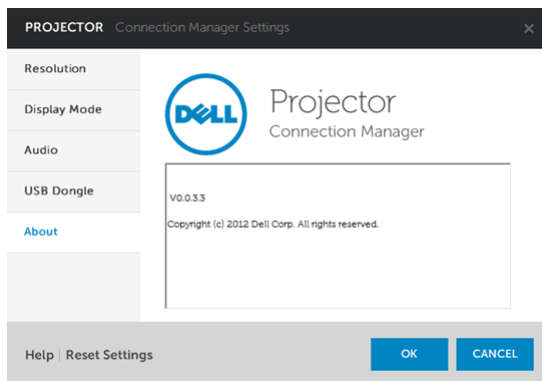 PROJECTOR Connection Manager Settings
Resolution
Display Mode
Audio
USB Dongle
About
DELL
Projector
Connection Manager
V0.0.3.3
Copyright (c) 2012 Dell Corp. All rights reserved.
Help | Reset Settings
OK
CANCEL